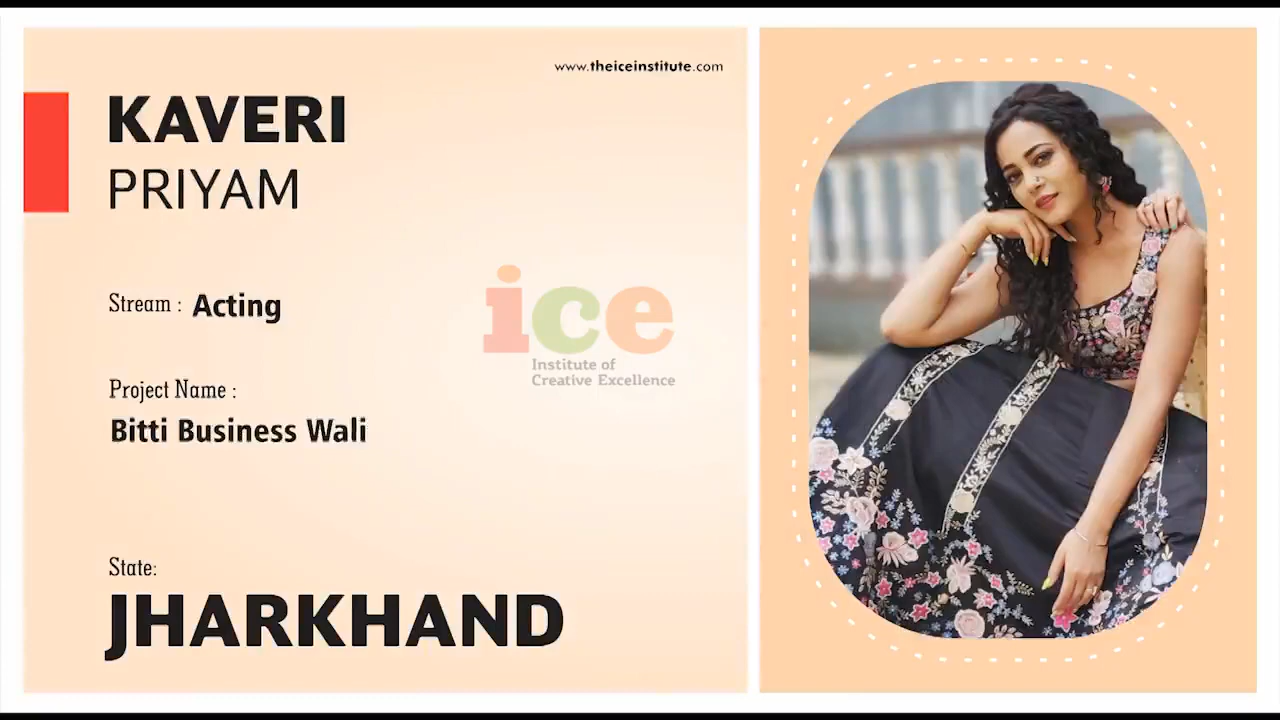 www.theiceinstitute.com
KAVERI
PRIYAM
Stream : Acting
ice
Institute of
Creative Excellence
Project Name :
Bitti Business Wali
State:
JHARKHAND